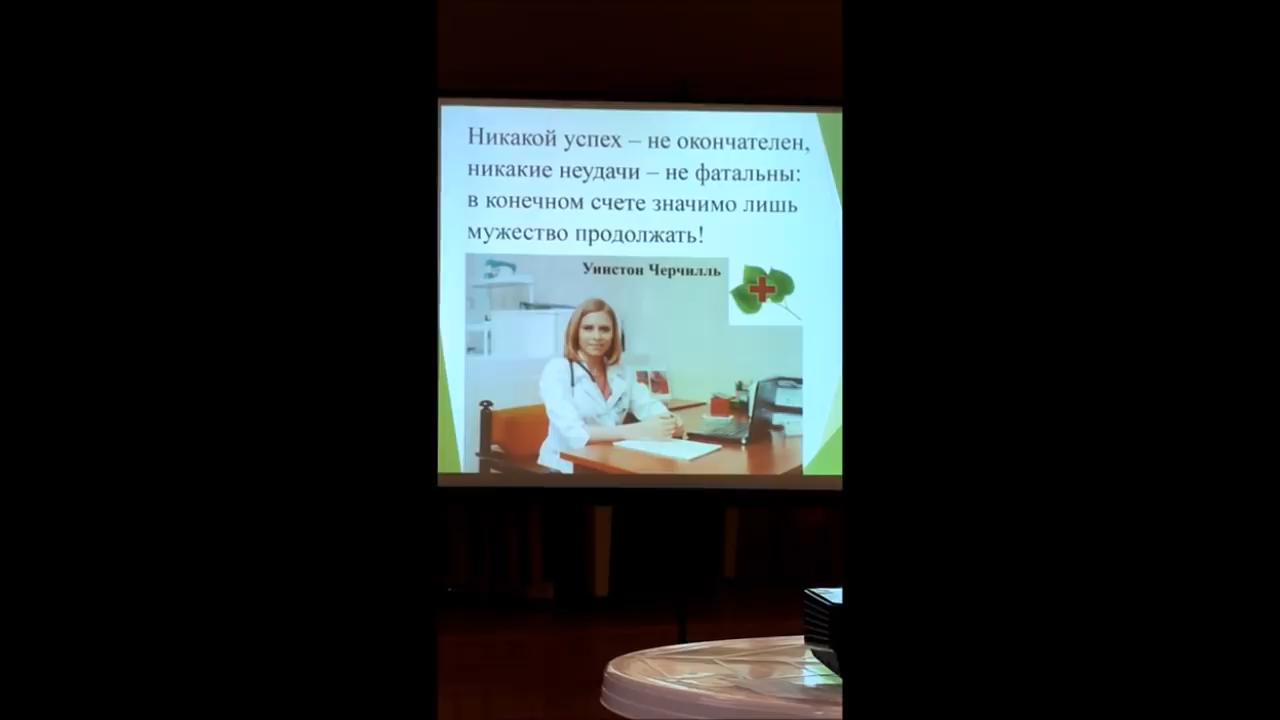 Никакой успех – не окончателен,
никакие неудачи – не фатальны:
в конечном счете значимо лишь
мужество продолжать!
Уинстон Черчилль